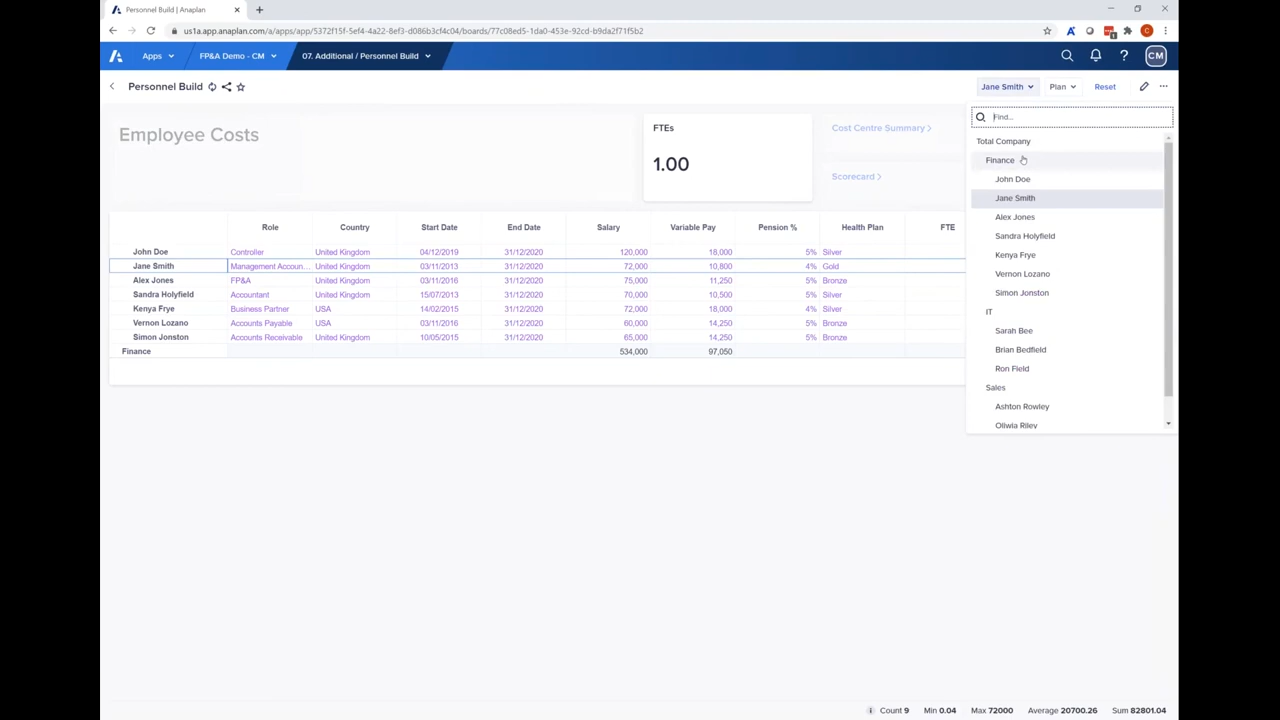 Personnel Build | Anaplan
us1a.anaplan.com/a/apps/app/5372f15f-5ef4-4a22-8ef3-d086b3cf4c04/boards/77c08ed5-1da0-453e-92cd-b9da2f71f5b2
C
1
Apps
FP&A Demo - CM
07. Additional / Personnel Build
CM
Personnel Build
Jane Smith
Plan
Reset
Employee Costs
FTEs
1.00
Cost Centre Summary
Scorecard
Find...
Total Company
Finance
John Doe
Jane Smith
Alex Jones
Sandra Holyfield
Kenya Frye
Vernon Lozano
Simon Jonston
IT
Sarah Bee
Brian Bedfield
Ron Field
Sales
Ashton Rowley
Oliwia Riley
Role Country Start Date End Date Salary Variable Pay Pension % Health Plan FTE
John Doe Controller United Kingdom 04/12/2019 31/12/2020 120,000 18,000 5% Silver
Jane Smith Management Accoun... United Kingdom 03/11/2013 31/12/2020 72,000 10,800 4% Gold
Alex Jones FP&A United Kingdom 03/11/2016 31/12/2020 75,000 11,250 5% Bronze
Sandra Holyfield Accountant United Kingdom 15/07/2013 31/12/2020 70,000 10,500 5% Silver
Kenya Frye Business Partner USA 14/02/2015 31/12/2020 72,000 18,000 4% Silver
Vernon Lozano Accounts Payable USA 03/11/2016 31/12/2020 60,000 14,250 5% Bronze
Simon Jonston Accounts Receivable United Kingdom 10/05/2015 31/12/2020 65,000 14,250 5% Bronze
Finance 534,000 97,050
Count 9 Min 0.04 Max 72000 Average 20700.26 Sum 82801.04